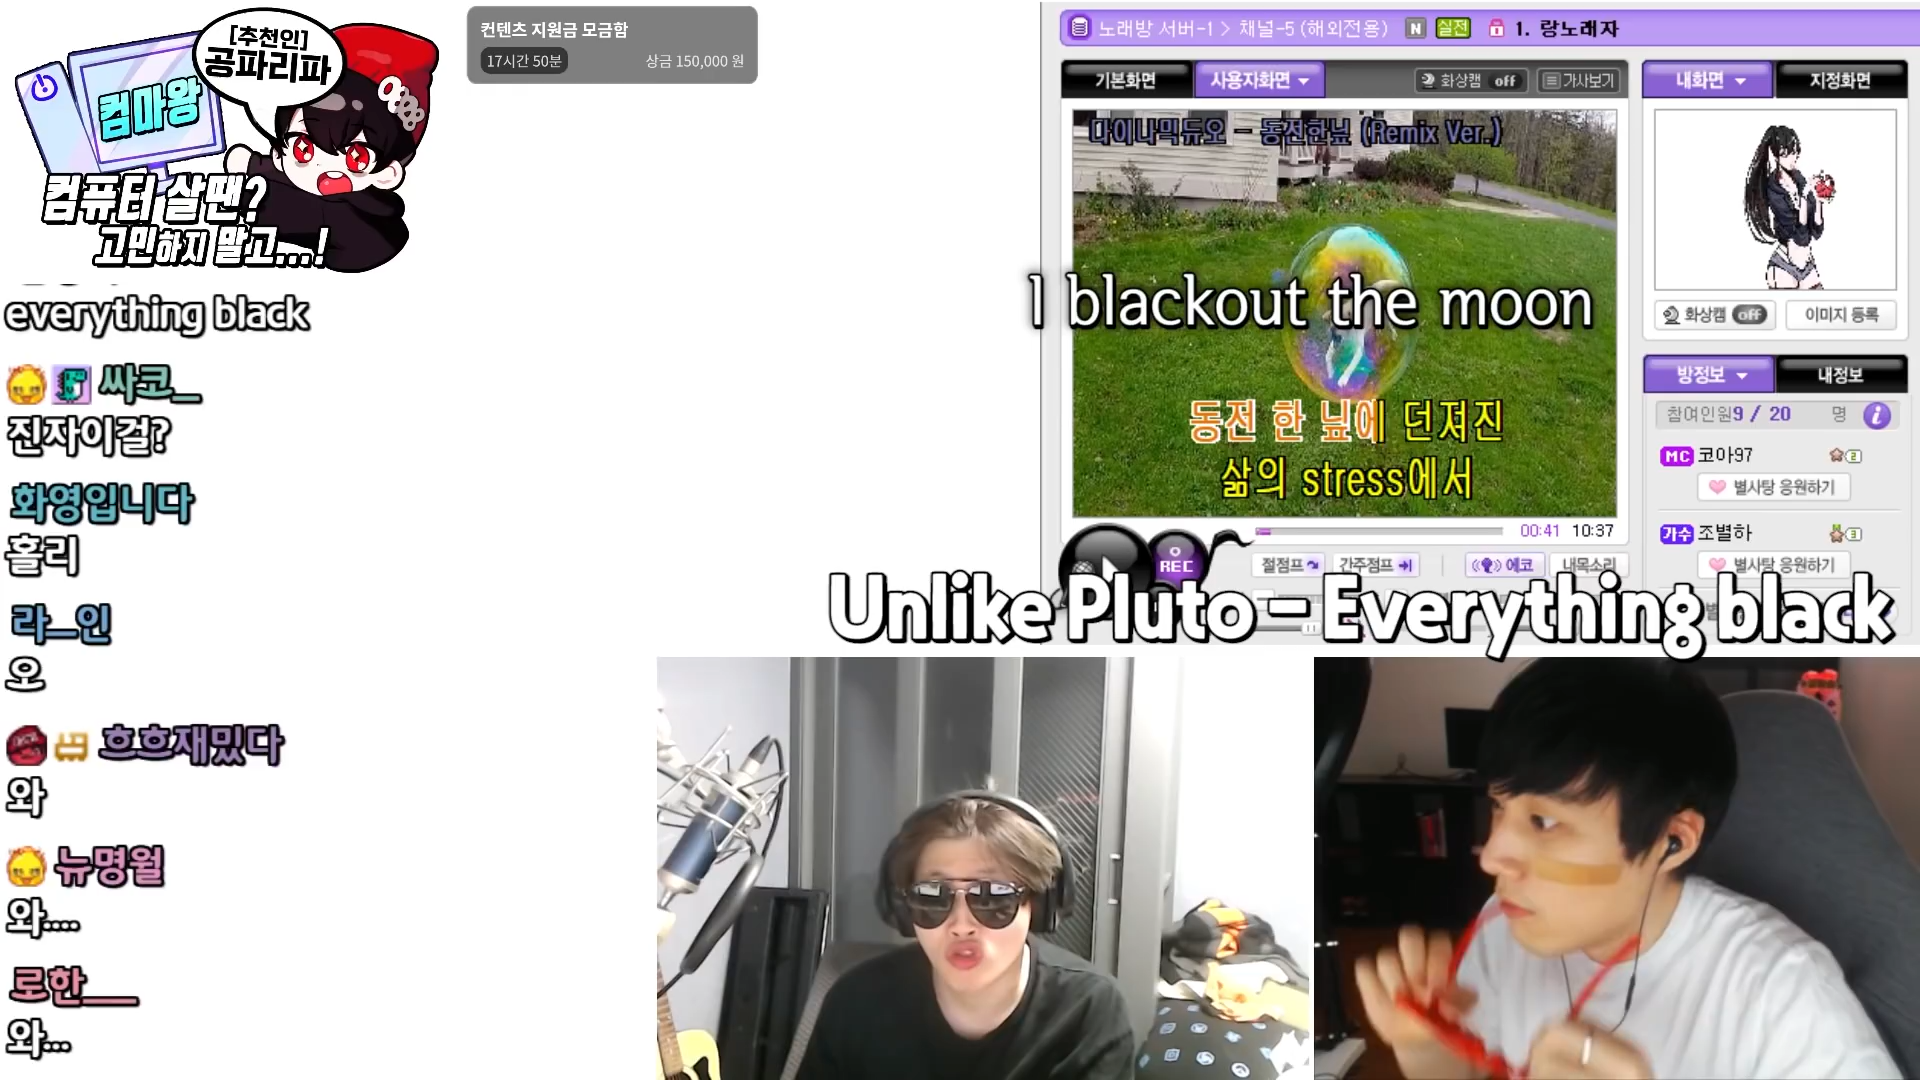 [추천인]
공파리파
컴마왕
컴퓨터 살땐?
고민하지 말고...!
컨텐츠 지원금 모금함
17시간 50분
상금 150,000 원
everything black
싸코__
진자이걸?
화영입니다
홀리
라__인
오
흐흐재밌다
와
뉴명월
와....
로한___
와...
노래방 서버-1 > 채널-5 (해외전용)
N
실전
1. 랑노래자
기본화면
사용자화면
화상캠 off
가사보기
내화면
지정화면
다이나믹듀오 - 동전한닢 (Remix Ver.)
I blackout the moon
동전 한 닢에 던져진
삶의 stress에서
화상캠 off
이미지 등록
방정보
내정보
참여인원9 / 20 명
MC 코아97
2
별사탕 응원하기
가수 조별하
3
별사탕 응원하기
00:41 10:37
REC
절점프
간주점프
에코
내목소리
Unlike Pluto - Everything black